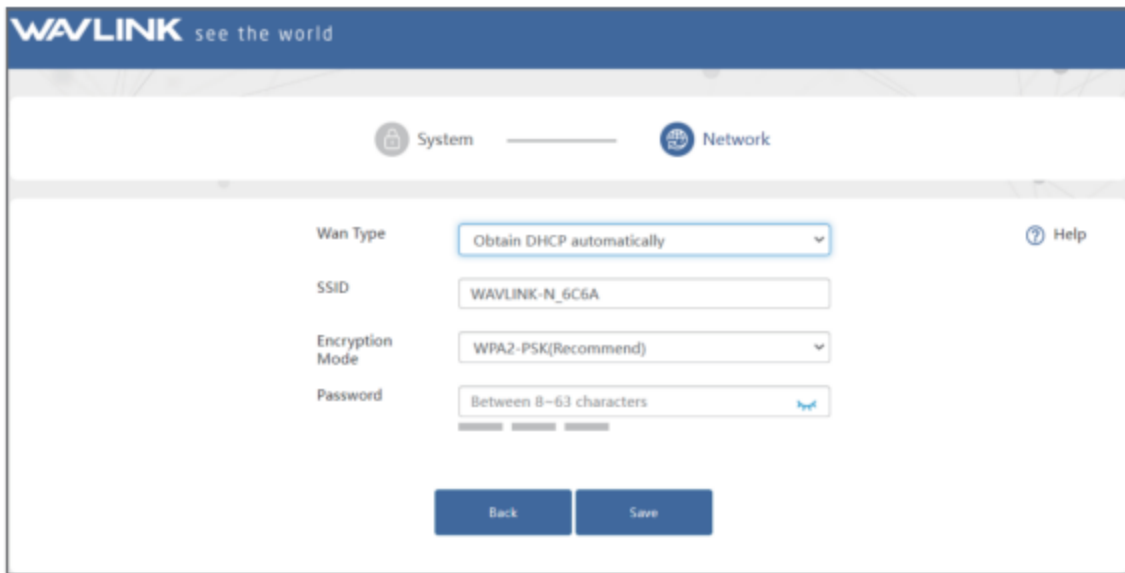 WAVLINK see the world
System
Network
Wan Type
Obtain DHCP automatically
Help
SSID
WAVLINK-N_6C6A
Encryption
Mode
WPA2-PSK(Recommend)
Password
Between 8~63 characters
Back
Save